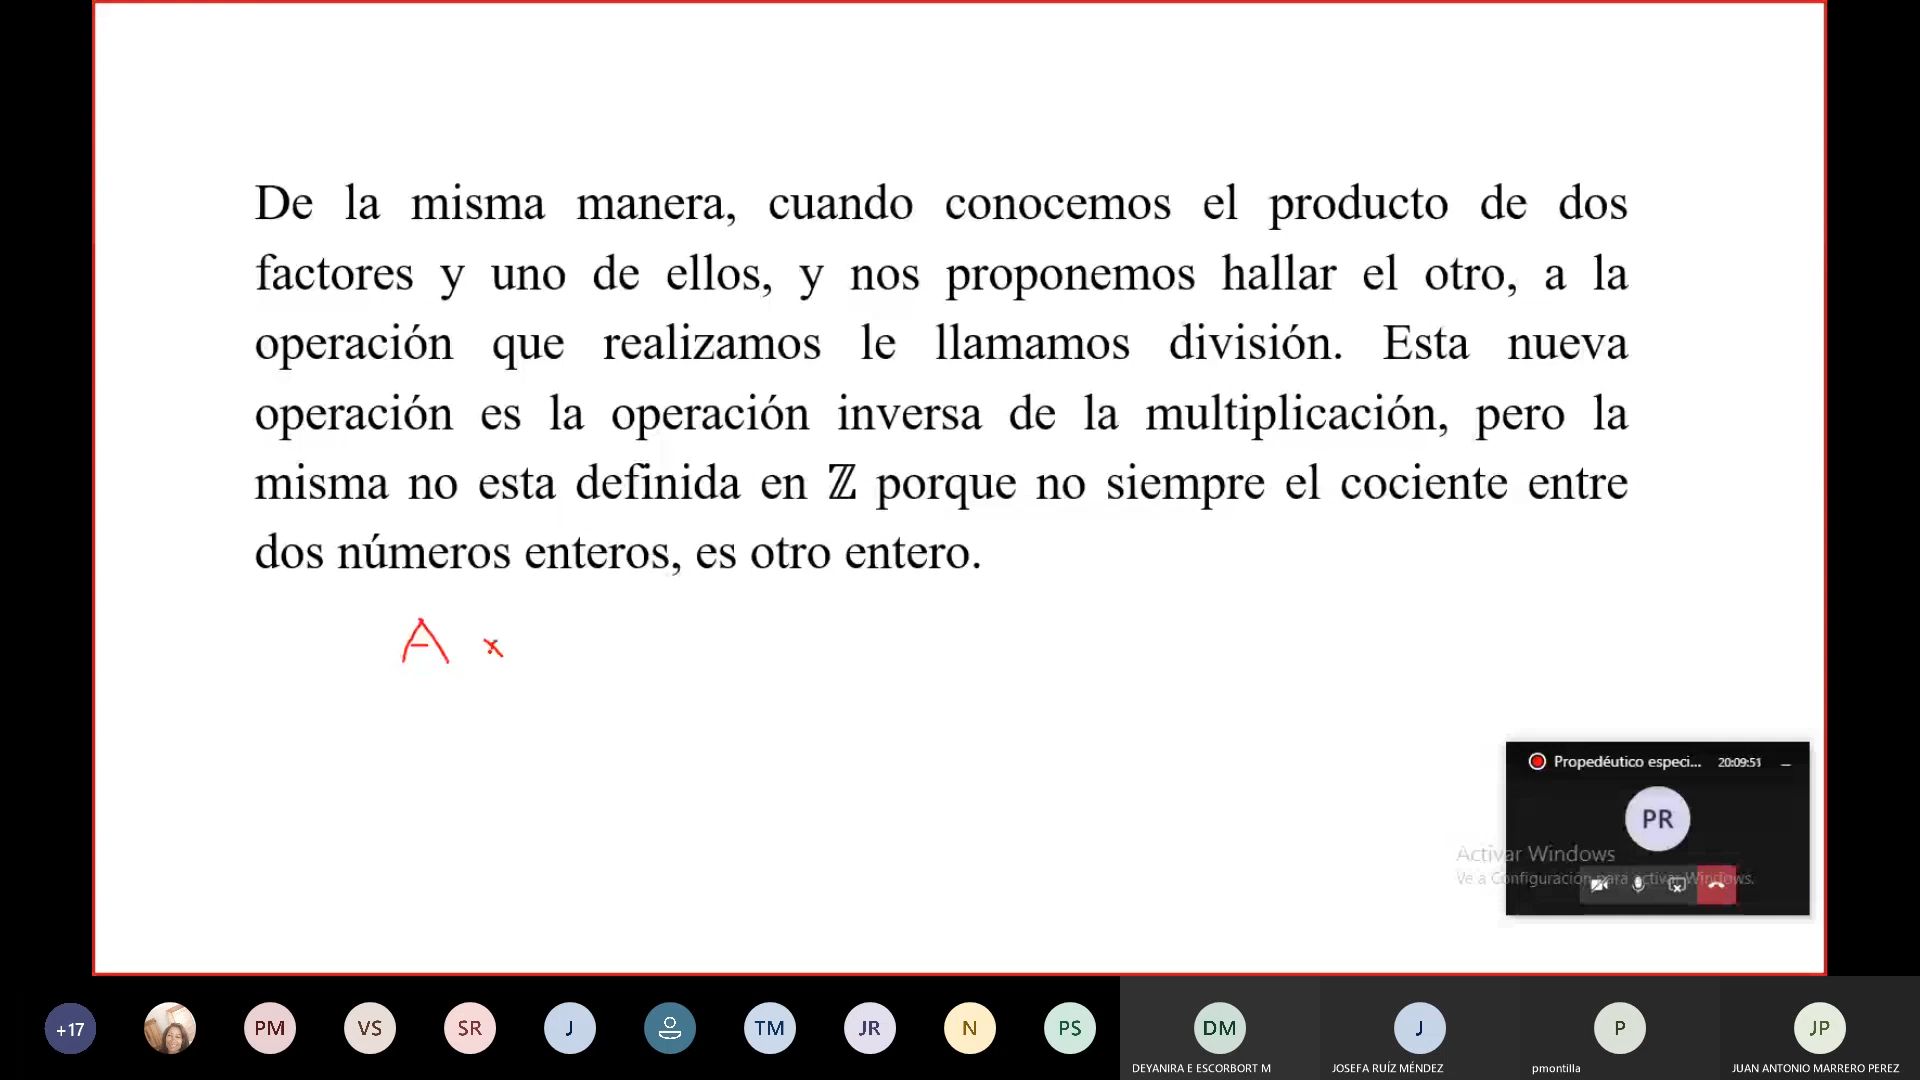 De la misma manera, cuando conocemos el producto de dos
factores y uno de ellos, y nos proponemos hallar el otro, a la
operación que realizamos le llamamos división. Esta nueva
operación es la operación inversa de la multiplicación, pero la
misma no esta definida en ℤ porque no siempre el cociente entre
dos números enteros, es otro entero.
A ×
Propedéutico especi... 20:09:51
PR
Activar Windows
Ve a Configuración para activar Windows.
+17 PM VS SR J TM JR N PS DM J P JP
DEYANIRA E ESCORBORT M JOSEFA RUÍZ MÉNDEZ pmontilla JUAN ANTONIO MARRERO PEREZ